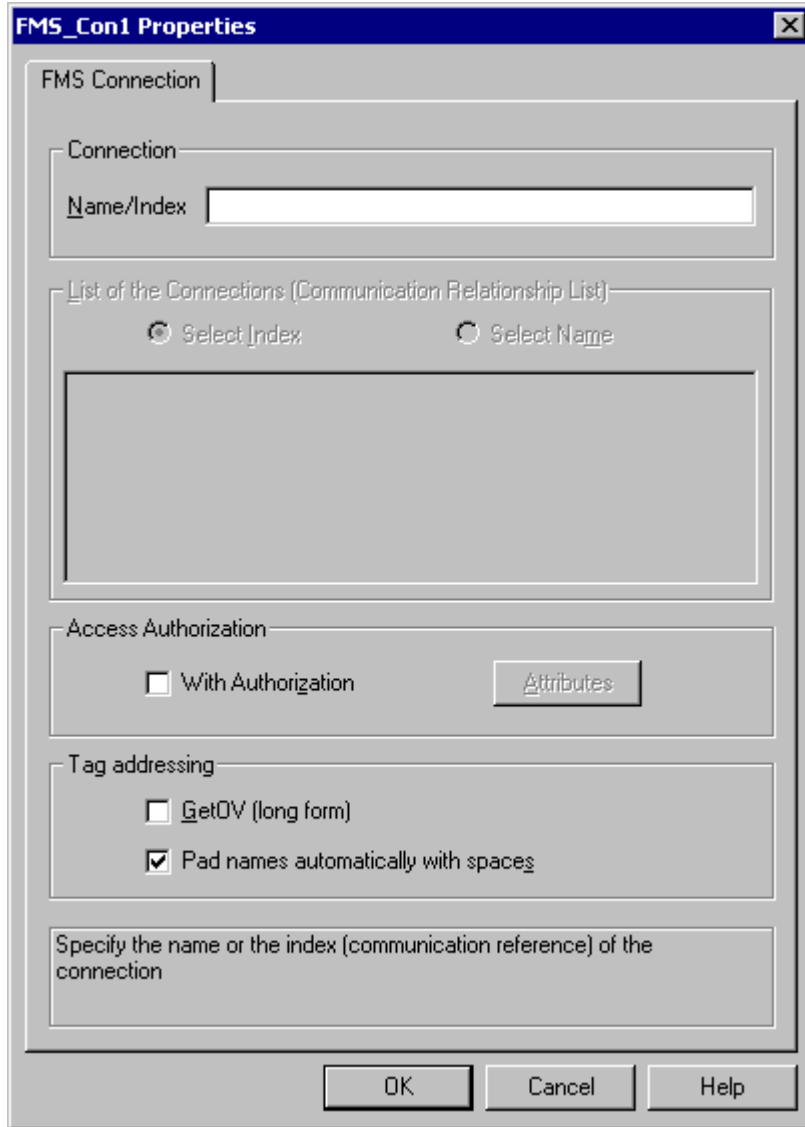 FMS_Con1 Properties
FMS Connection
Connection
Name/Index
List of the Connections (Communication Relationship List)
Select Index
Select Name
Access Authorization
With Authorization
Attributes
Tag addressing
GetOV (long form)
Pad names automatically with spaces
Specify the name or the index (communication reference) of the
connection
OK
Cancel
Help